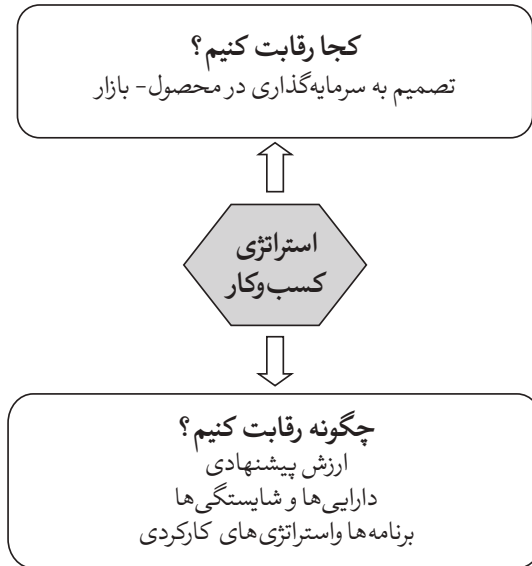 کجا رقابت کنیم؟
تصمیم به سرمایه‌گذاری در محصول- بازار
استراتژی
کسب‌وکار
چگونه رقابت کنیم؟
ارزش پیشنهادی
دارایی‌ها و شایستگی‌ها
برنامه‌ها واستراتژی‌های کارکردی